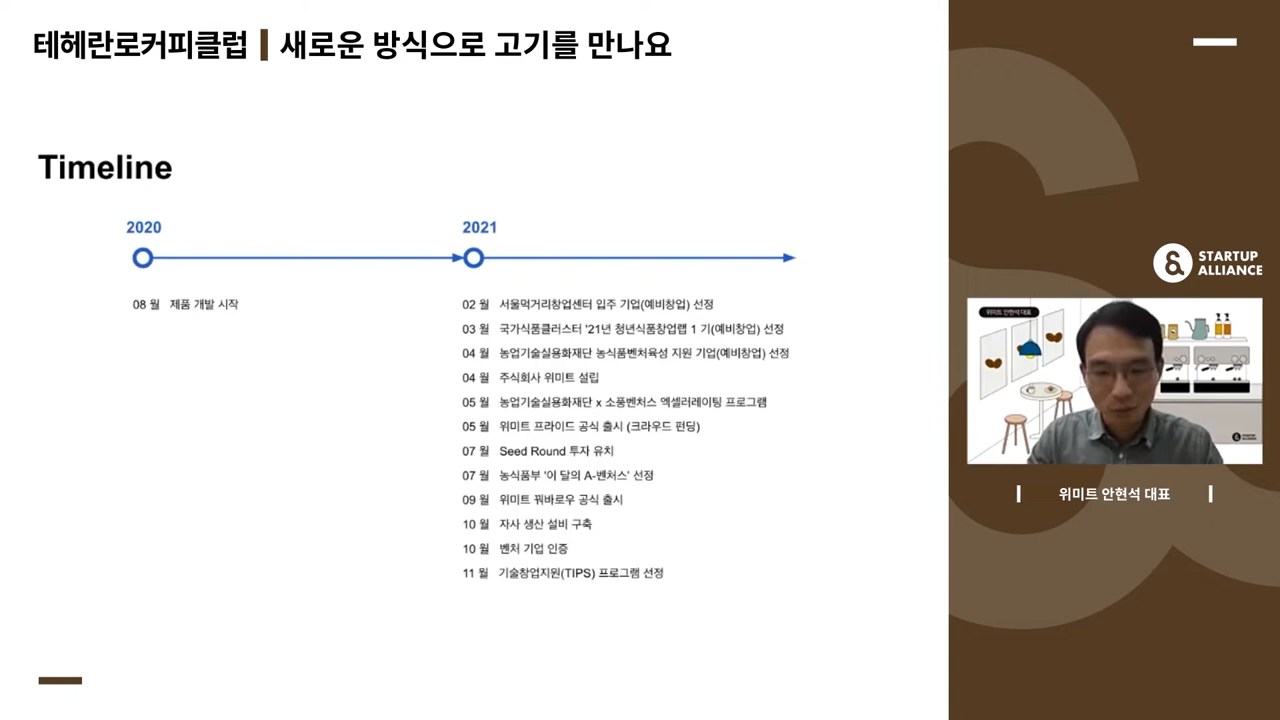 테헤란로커피클럽 | 새로운 방식으로 고기를 만나요
Timeline
2020
2021
08 월 제품 개발 시작
02 월 서울먹거리창업센터 입주 기업(예비창업) 선정
03 월 국가식품클러스터 '21년 청년식품창업랩 1 기(예비창업) 선정
04 월 농업기술실용화재단 농식품벤처육성 지원 기업(예비창업) 선정
04 월 주식회사 위미트 설립
05 월 농업기술실용화재단 x 소풍벤처스 엑셀러레이팅 프로그램
05 월 위미트 프라이드 공식 출시 (크라우드 펀딩)
07 월 Seed Round 투자 유치
07 월 농식품부 '이 달의 A-벤처스' 선정
09 월 위미트 꿔바로우 공식 출시
10 월 자사 생산 설비 구축
10 월 벤처 기업 인증
11 월 기술창업지원(TIPS) 프로그램 선정
STARTUP
ALLIANCE
위미트 안현석 대표
STARTUP
ALLIANCE
위미트 안현석 대표